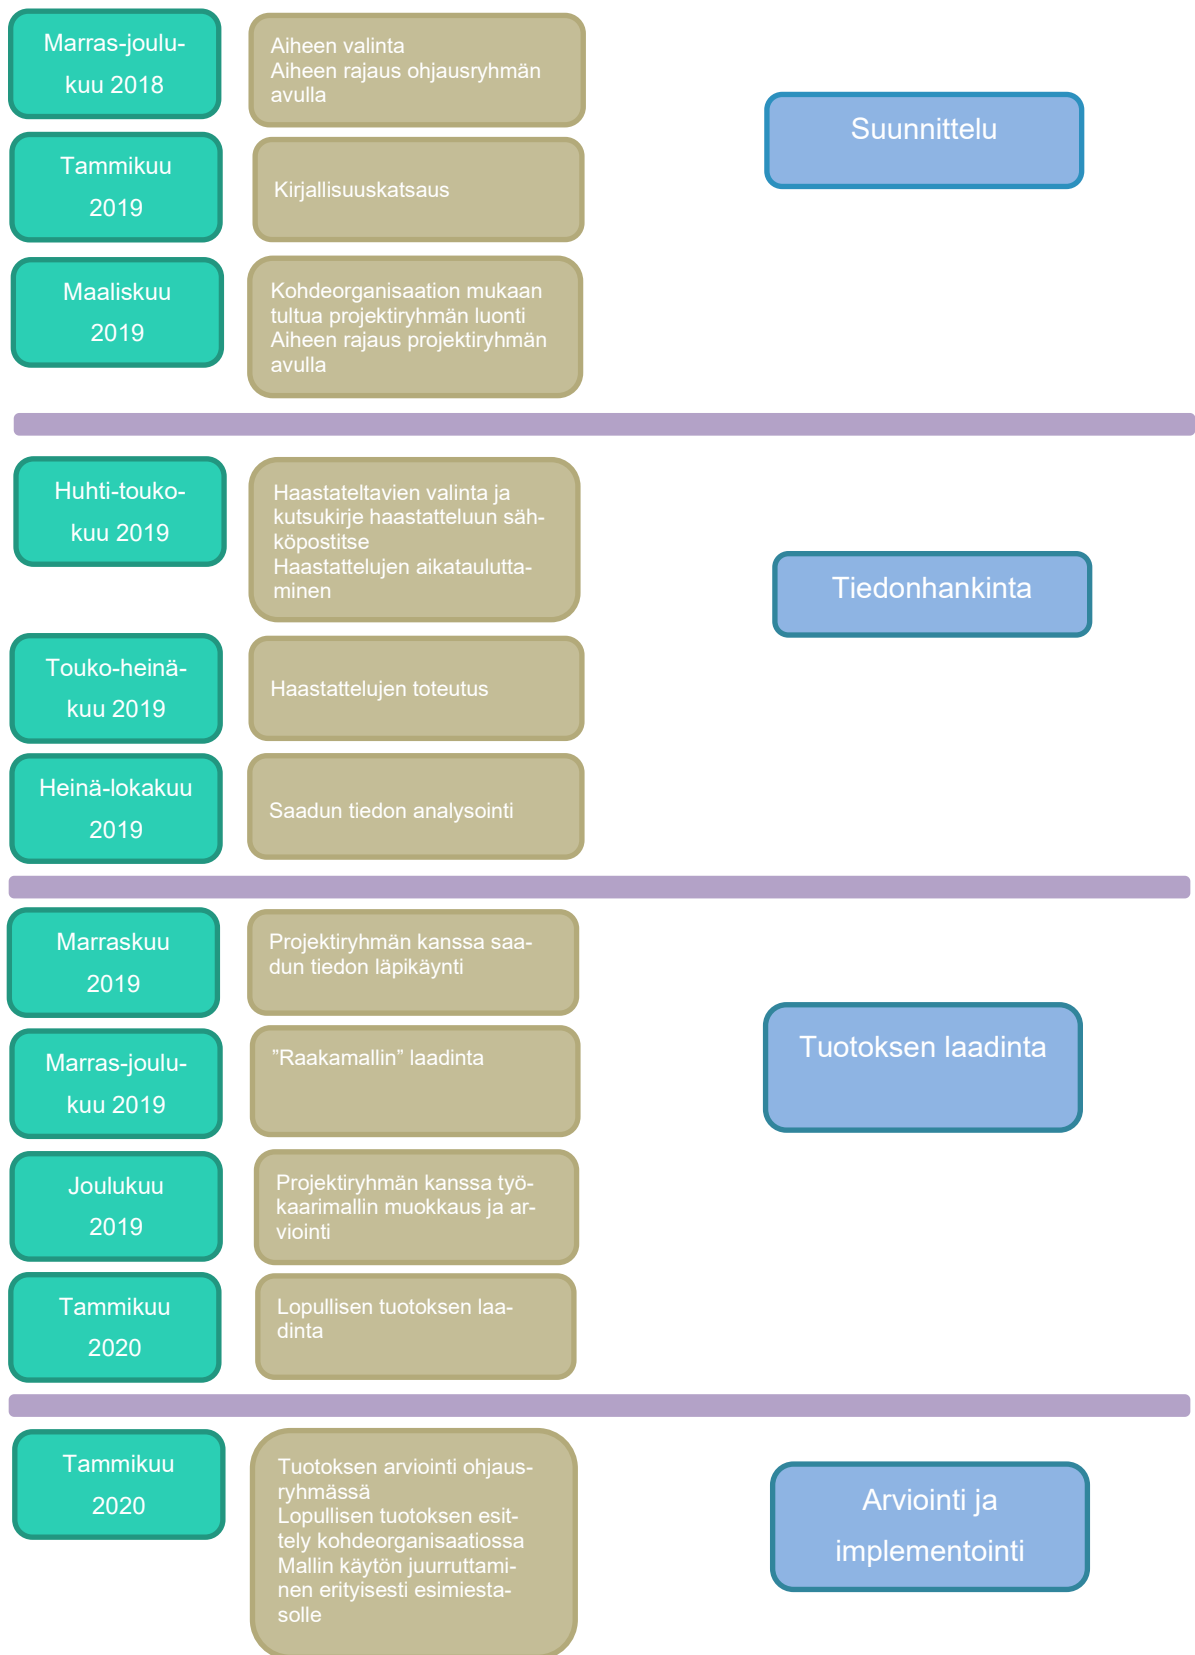 Marras-joulu-
kuu 2018
Aiheen valinta
Aiheen rajaus ohjausryhmän
avulla
Suunnittelu
Tammikuu
2019
Kirjallisuuskatsaus
Maaliskuu
2019
Kohdeorganisaation mukaan
tultua projektiryhmän luonti
Aiheen rajaus projektiryhmän
avulla
Huhti-touko-
kuu 2019
Haastateltavien valinta ja
kutsukirje haastatteluun säh-
köpostitse
Haastattelujen aikataulutta-
minen
Tiedonhankinta
Touko-heinä-
kuu 2019
Haastattelujen toteutus
Heinä-lokakuu
2019
Saadun tiedon analysointi
Marraskuu
2019
Projektiryhmän kanssa saa-
dun tiedon läpikäynti
Tuotoksen laadinta
Marras-joulu-
kuu 2019
”Raakamallin” laadinta
Joulukuu
2019
Projektiryhmän kanssa työ-
kaarimallin muokkaus ja ar-
viointi
Tammikuu
2020
Lopullisen tuotoksen laa-
dinta
Tammikuu
2020
Tuotoksen arviointi ohjaus-
ryhmässä
Lopullisen tuotoksen esit-
tely kohdeorganisaatiossa
Mallin käytön juurruttami-
nen erityisesti esimiesta-
solle
Arviointi ja
implementointi